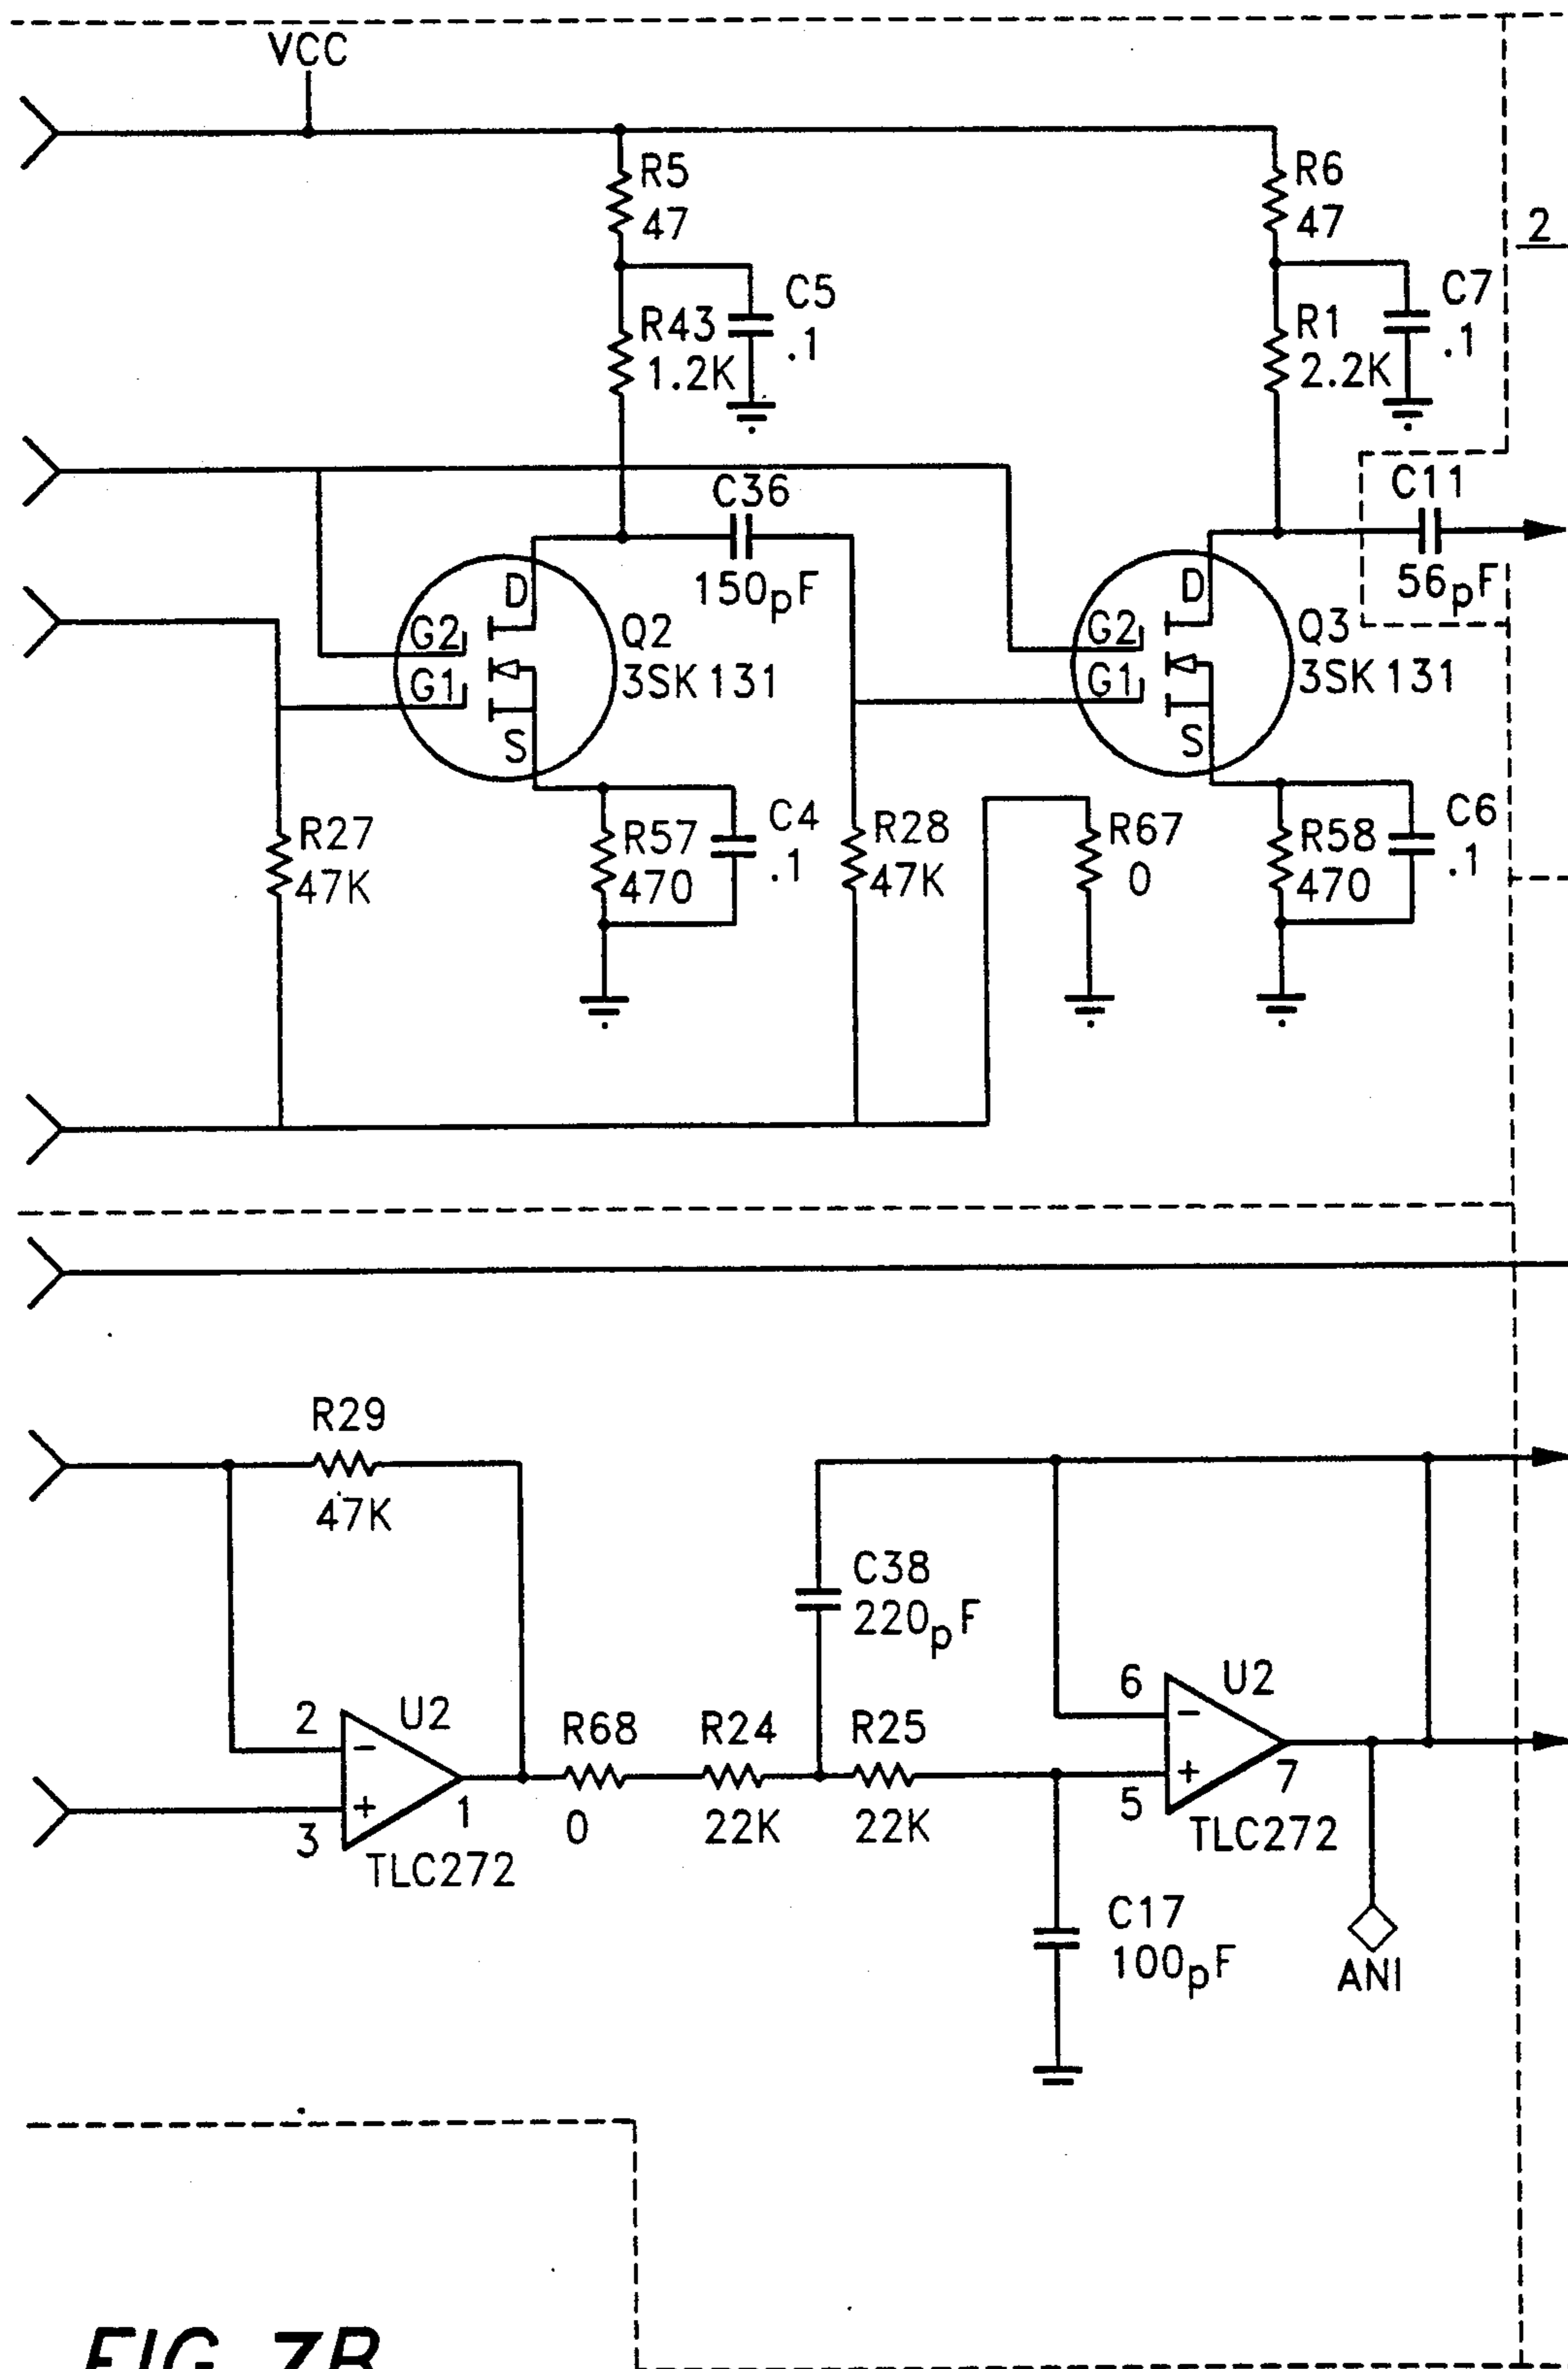 VCC
R5
47
R6
47
2
C5
.1
C7
.1
R43
1.2K
R1
2.2K
C36
150pF
C11
56pF
D
G2
G1
S
Q2
3SK131
D
G2
G1
S
Q3
3SK131
R27
47K
R57
470
C4
.1
R28
47K
R67
0
R58
470
C6
.1
R29
47K
C38
220pF
2
3
1
U2
TLC272
R68
0
R24
22K
R25
22K
6
5
7
U2
TLC272
C17
100pF
ANI
FIG. 7B